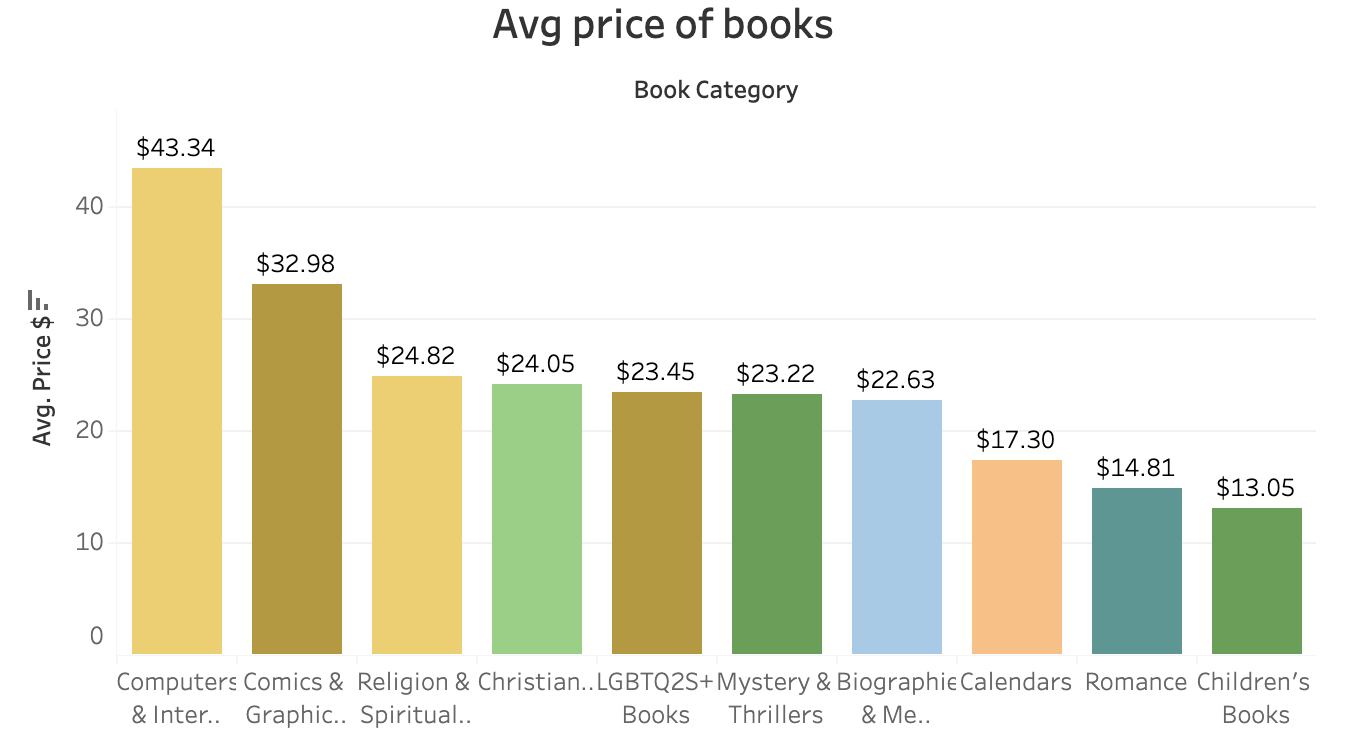 Avg price of books
Book Category
Avg. Price $
40
30
20
10
0
$43.34
$32.98
$24.82
$24.05
$23.45
$23.22
$22.63
$17.30
$14.81
$13.05
Computers
& Inter..
Comics &
Graphic..
Religion &
Spiritual..
Christian..
LGBTQ2S+
Books
Mystery &
Thrillers
Biographie
& Me..
Calendars
Romance
Children's
Books